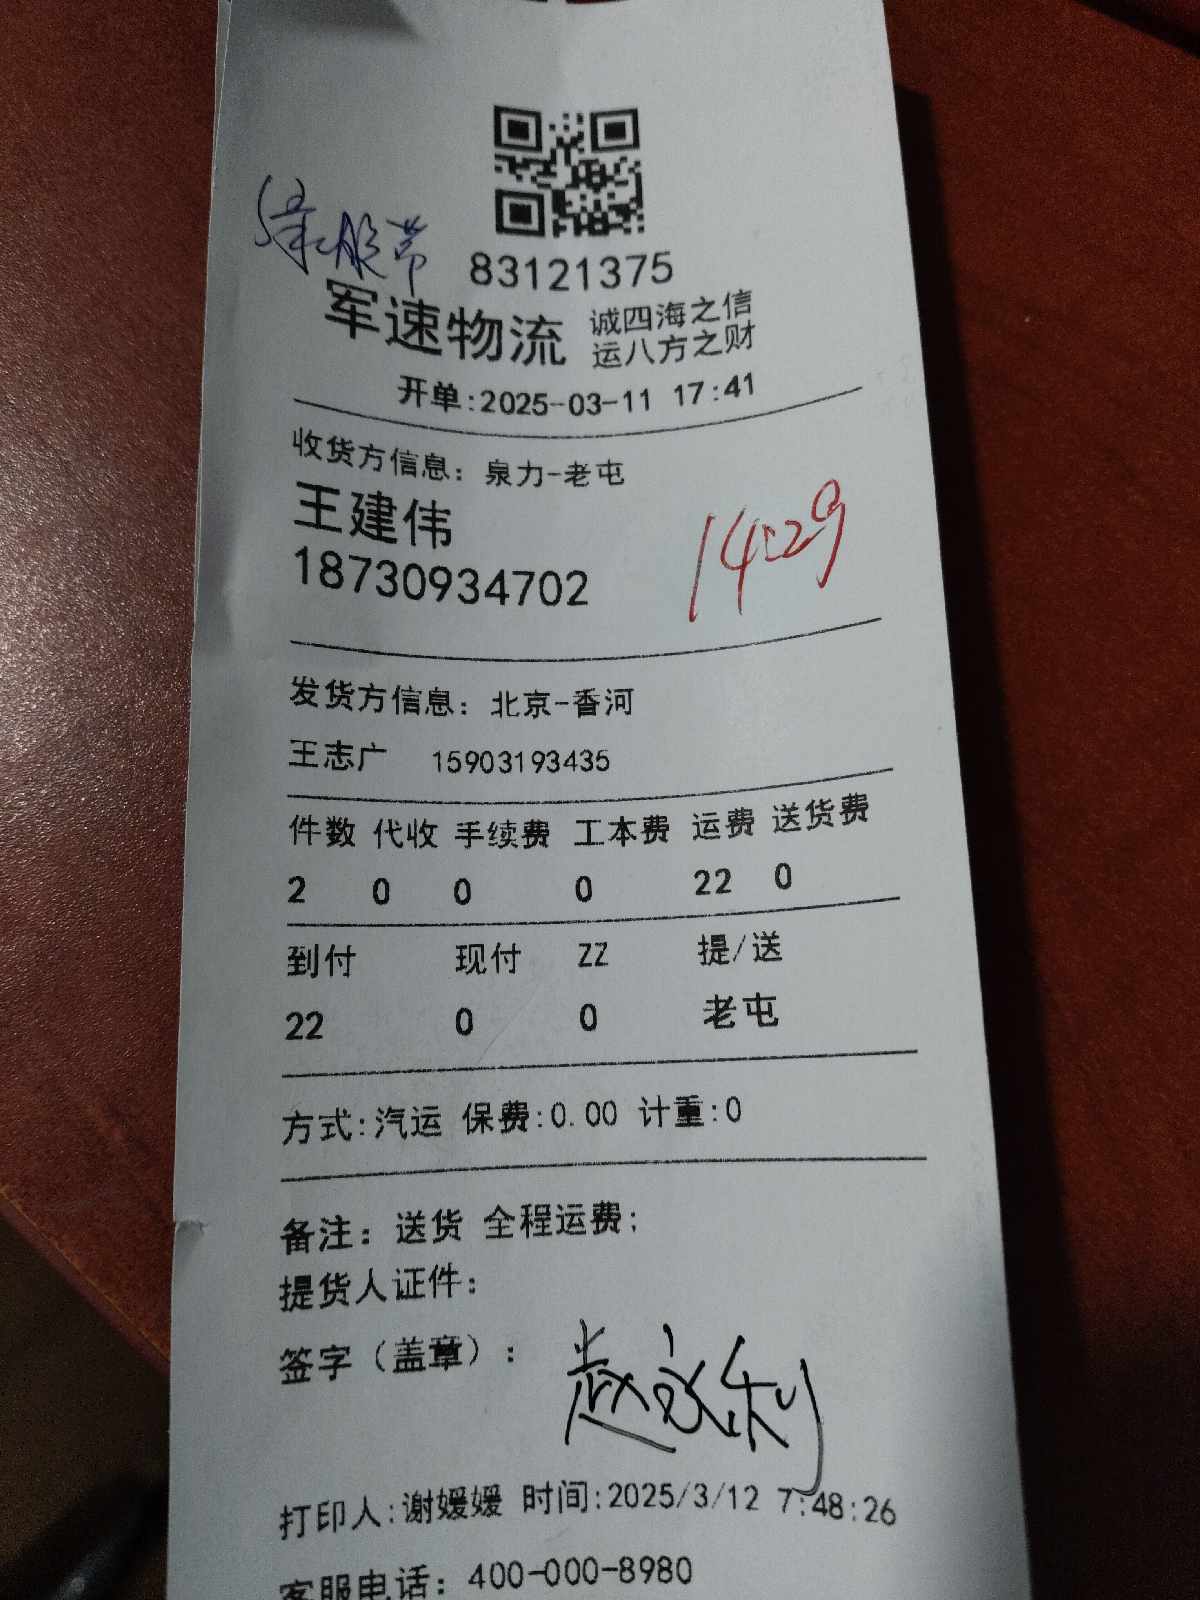 83121375
军速物流 诚四海之信
运八方之财
开单:2025-03-11 17:41
收货方信息: 泉力-老屯
王建伟
18730934702
14:29
发货方信息: 北京-香河
王志广 15903193435
件数 代收 手续费 工本费 运费 送货费
2 0 0 0 22 0
到付 现付 ZZ 提/送
22 0 0 老屯
方式:汽运 保费:0.00 计重:0
备注: 送货 全程运费;
提货人证件:
签字（盖章）: 赵永利
打印人:谢媛媛 时间:2025/3/12 7:48:26
客服电话: 400-000-8980